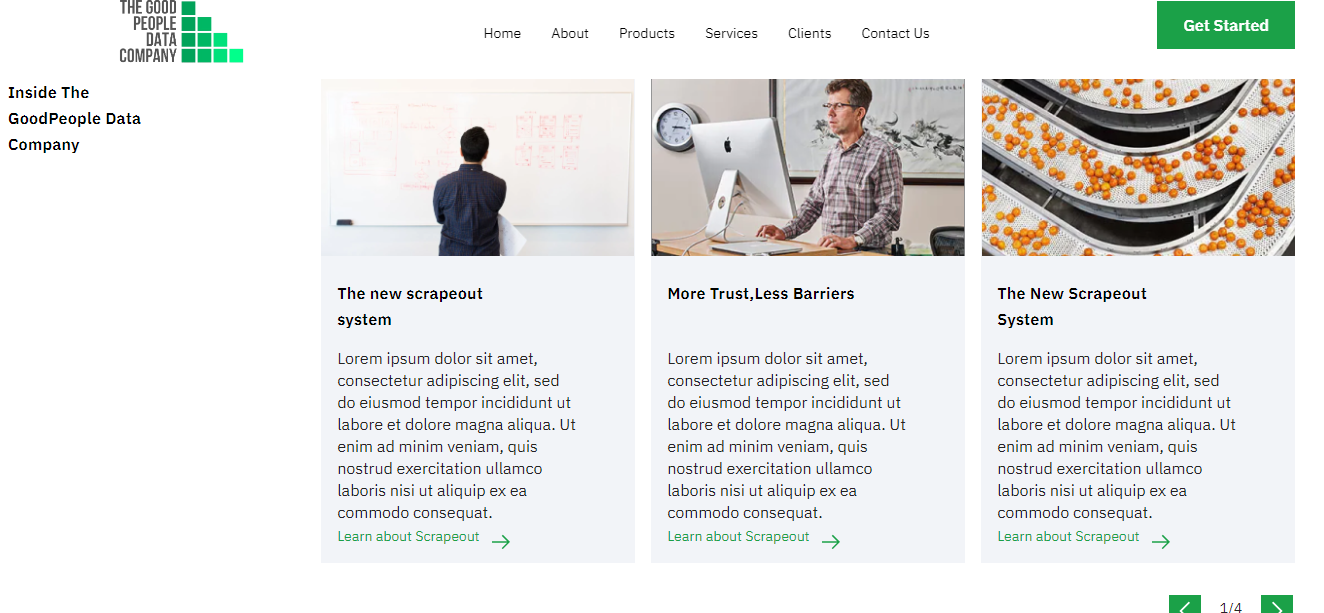 THE GOOD
PEOPLE
DATA
COMPANY
Home About Products Services Clients Contact Us
Get Started
Inside The
GoodPeople Data
Company
The new scrapeout
system
Lorem ipsum dolor sit amet,
consectetur adipiscing elit, sed
do eiusmod tempor incididunt ut
labore et dolore magna aliqua. Ut
enim ad minim veniam, quis
nostrud exercitation ullamco
laboris nisi ut aliquip ex ea
commodo consequat.
Learn about Scrapeout
More Trust,Less Barriers
Lorem ipsum dolor sit amet,
consectetur adipiscing elit, sed
do eiusmod tempor incididunt ut
labore et dolore magna aliqua. Ut
enim ad minim veniam, quis
nostrud exercitation ullamco
laboris nisi ut aliquip ex ea
commodo consequat.
Learn about Scrapeout
The New Scrapeout
System
Lorem ipsum dolor sit amet,
consectetur adipiscing elit, sed
do eiusmod tempor incididunt ut
labore et dolore magna aliqua. Ut
enim ad minim veniam, quis
nostrud exercitation ullamco
laboris nisi ut aliquip ex ea
commodo consequat.
Learn about Scrapeout
1/4